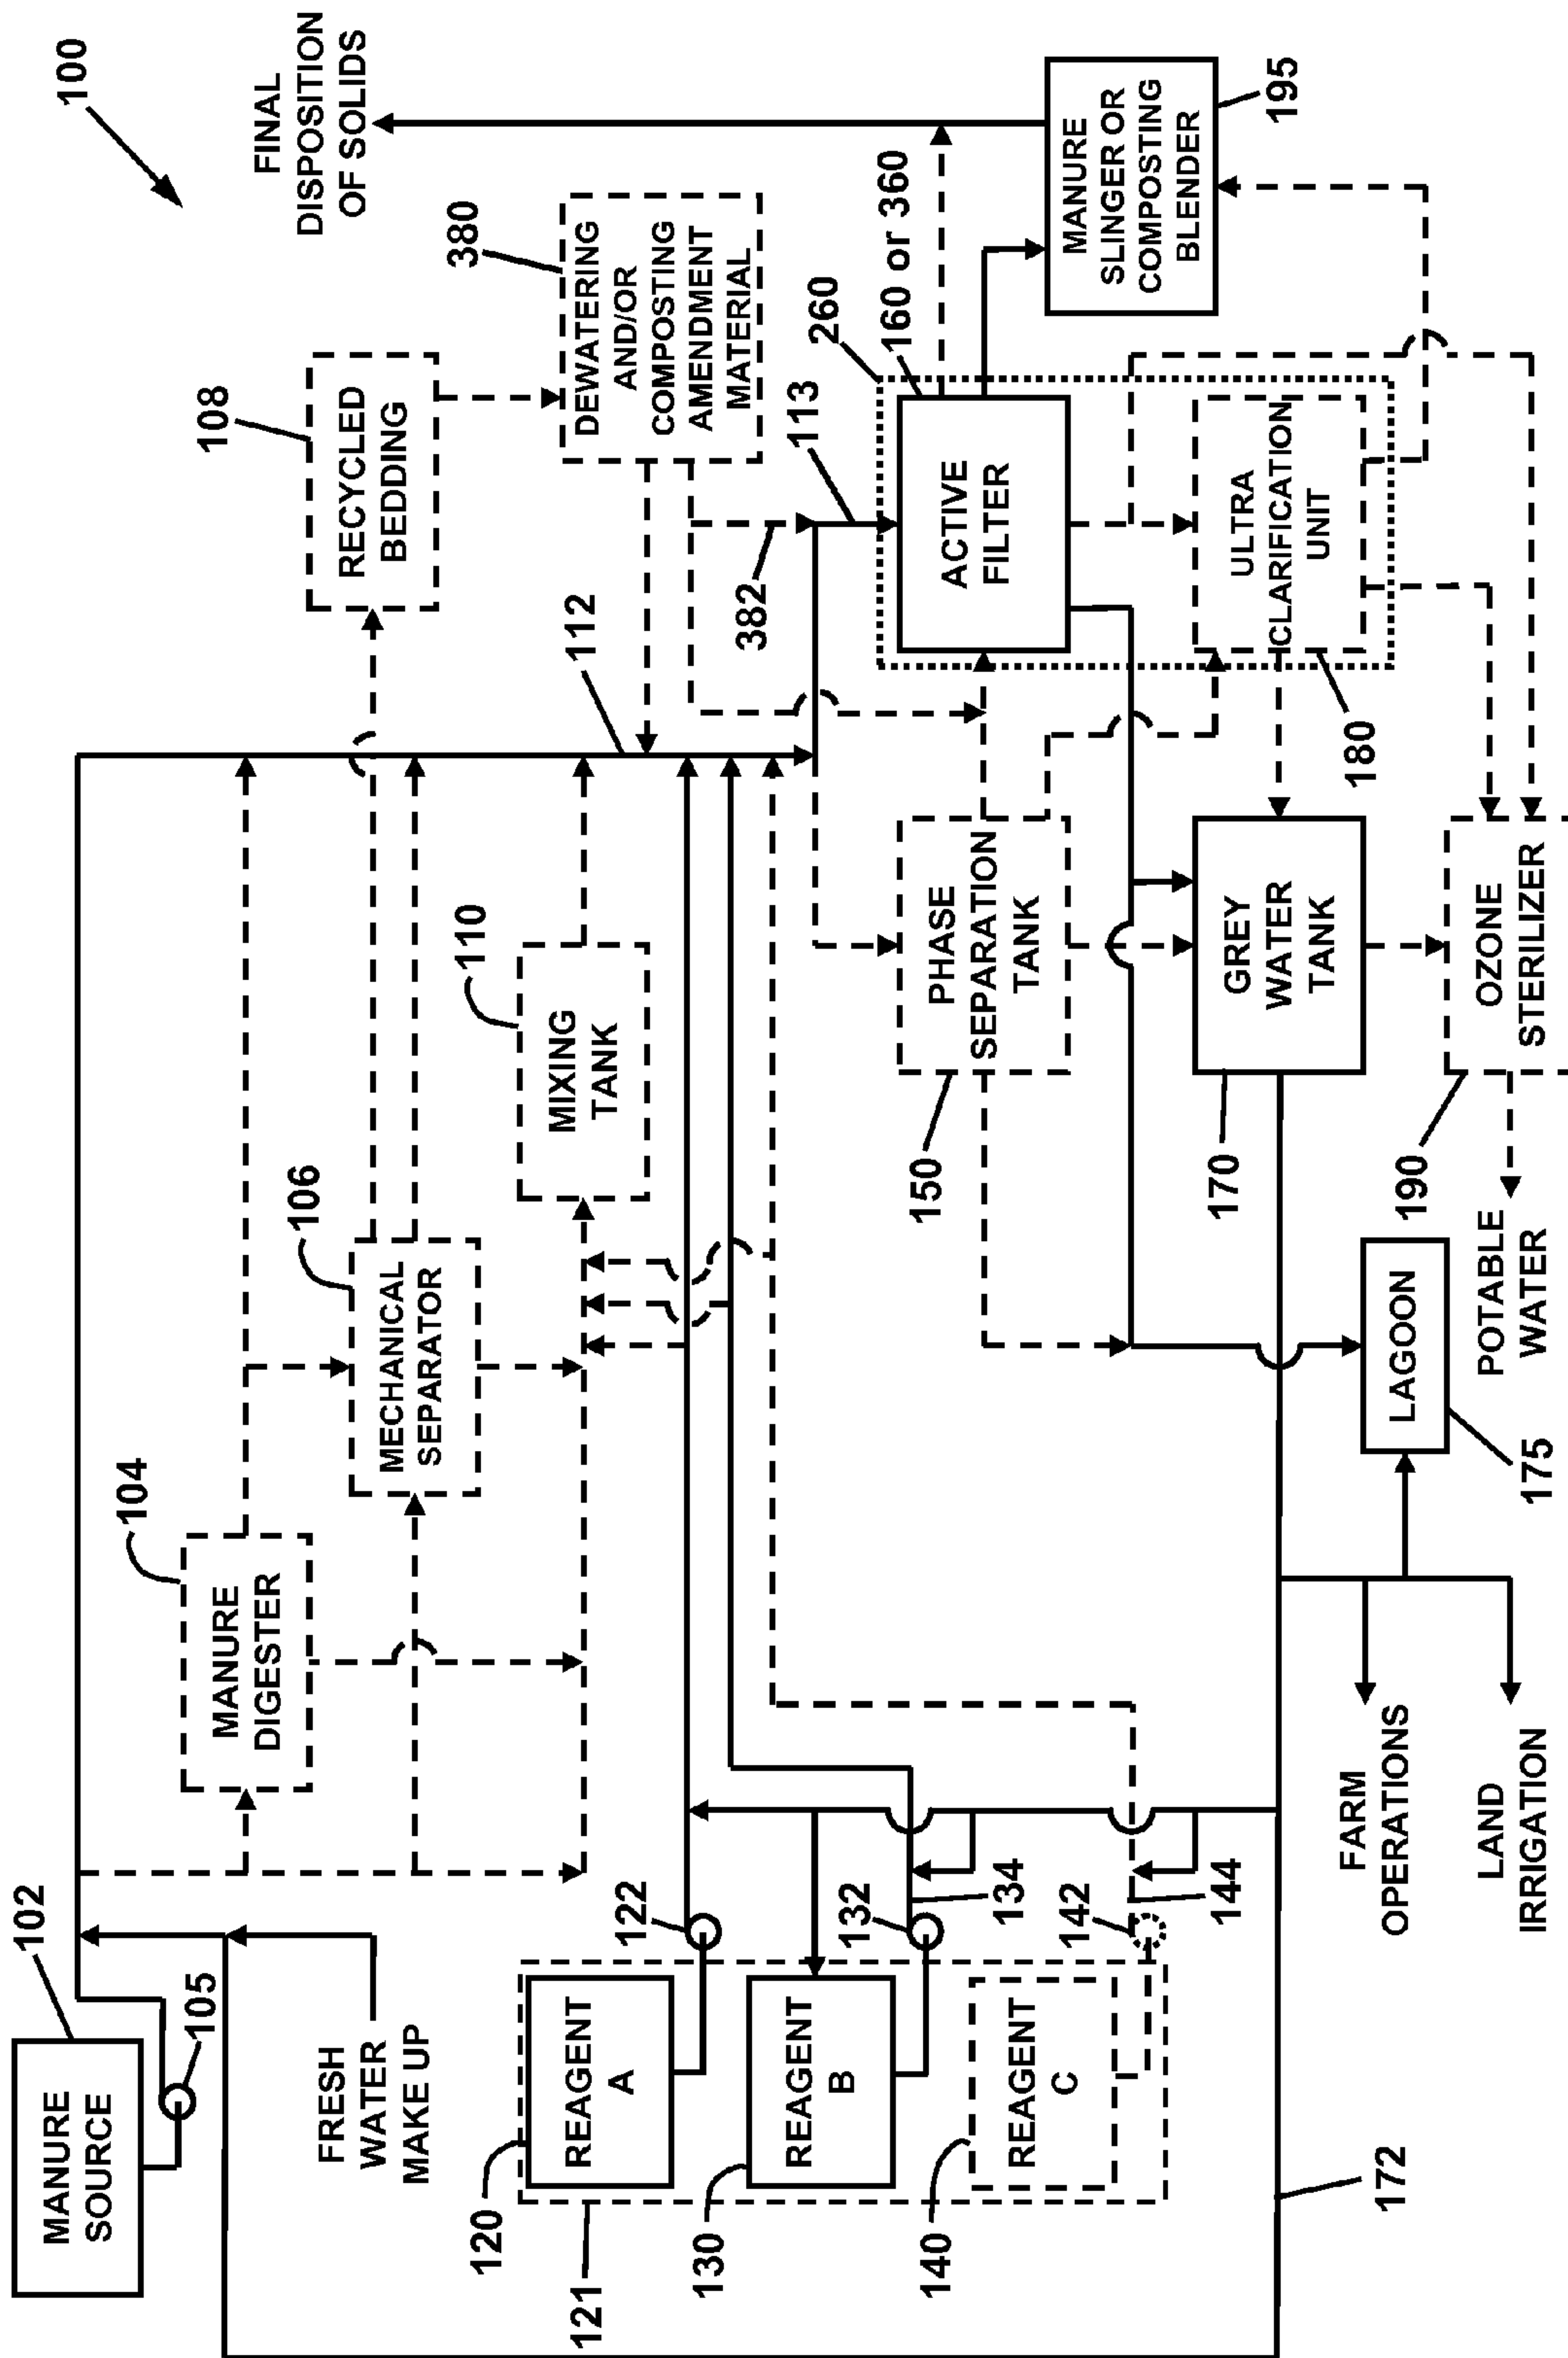 100
FINAL
DISPOSITION
OF SOLIDS
102
MANURE
SOURCE
105
FRESH
WATER
MAKE UP
104
MANURE
DIGESTER
106
MECHANICAL
SEPARATOR
108
RECYCLED
BEDDING
380
DEWATERING
AND/OR
COMPOSTING
AMENDMENT
MATERIAL
110
MIXING
TANK
112
382
113
260
160 or 360
ACTIVE
FILTER
MANURE
SLINGER OR
COMPOSTING
BLENDER
195
120
REAGENT
A
122
121
130
REAGENT
B
132
134
140
REAGENT
C
142
144
150
PHASE
SEPARATION
TANK
ULTRA
CLARIFICATION
UNIT
180
170
GREY
WATER
TANK
172
FARM
OPERATIONS
LAND
IRRIGATION
LAGOON
175
190
OZONE
STERILIZER
POTABLE
WATER